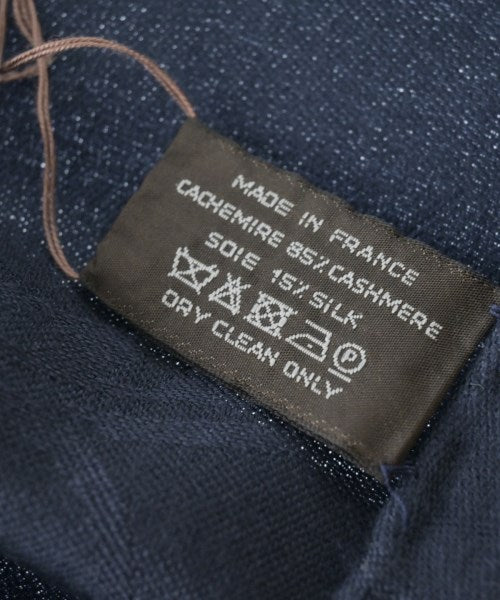 MADE IN FRANCE
CACHEMIRE 85% CASHMERE
SOIE 15% SILK
P
DRY CLEAN ONLY